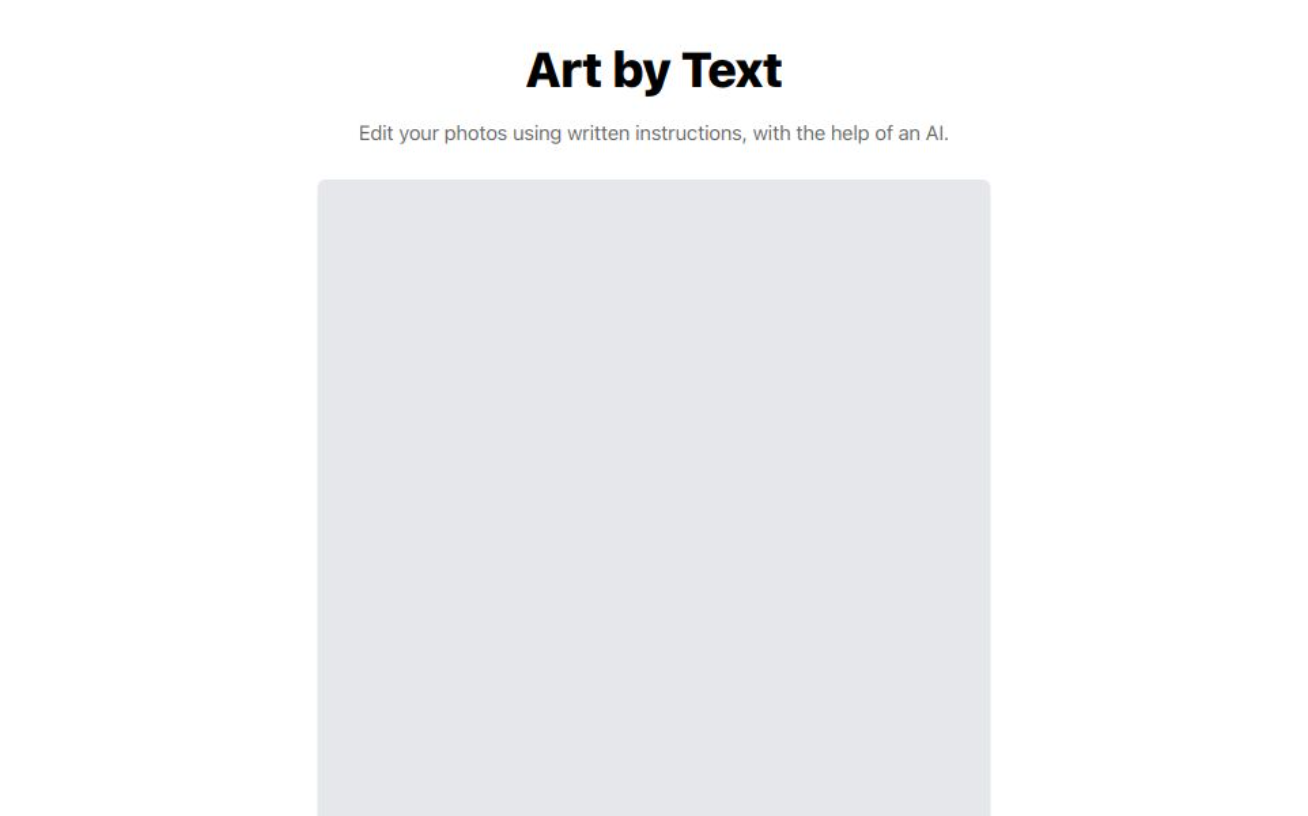 Art by Text
Edit your photos using written instructions, with the help of an AI.